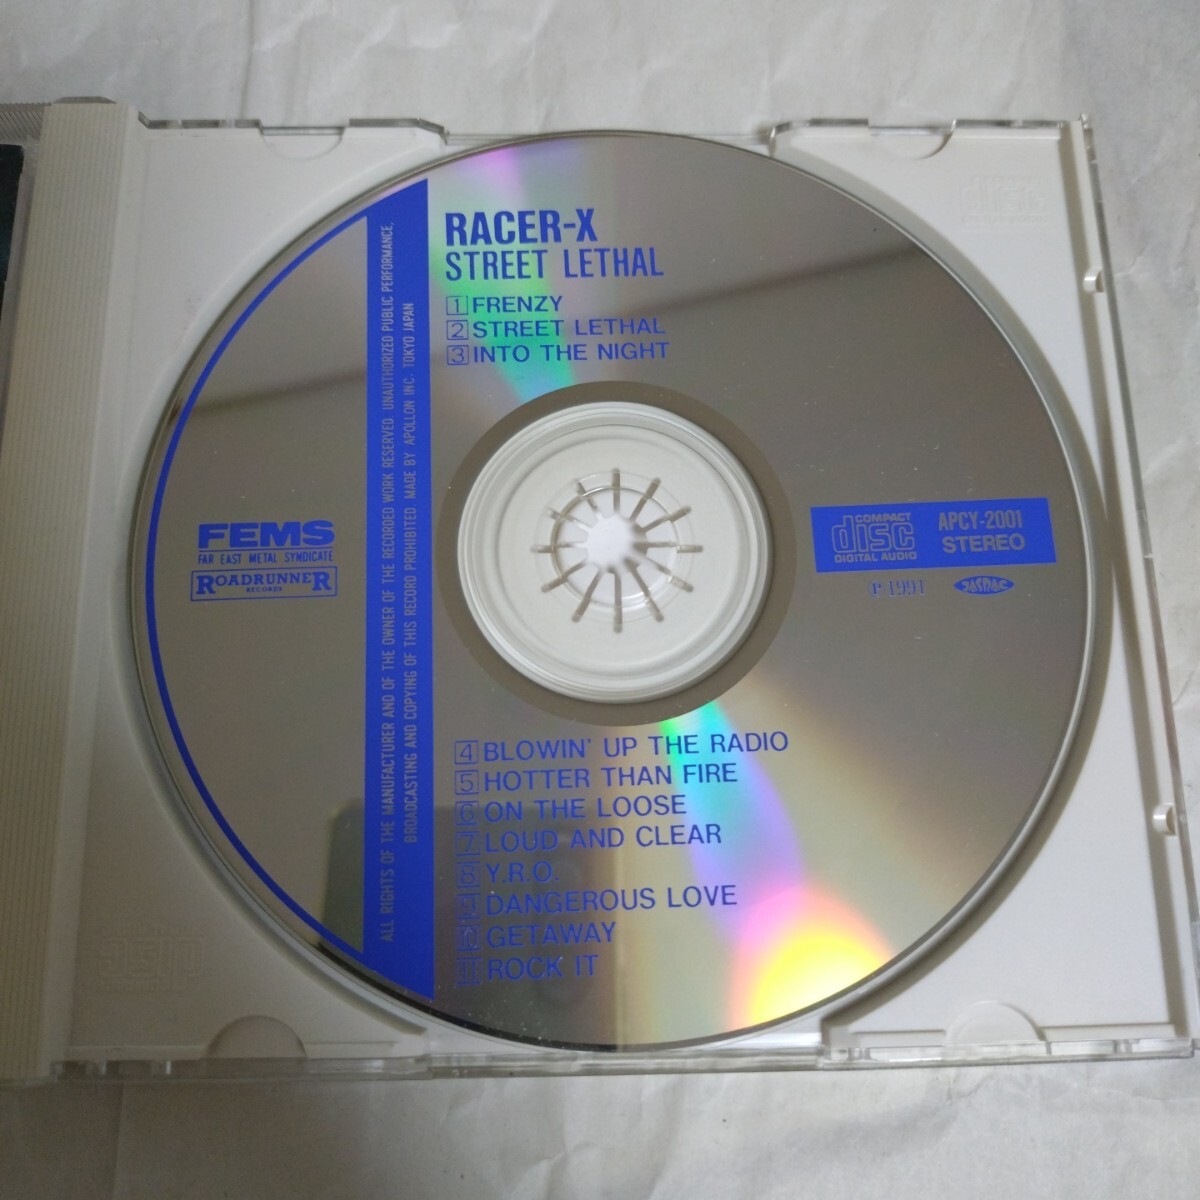 RACER-X
STREET LETHAL
1 FRENZY
2 STREET LETHAL
3 INTO THE NIGHT
ALL RIGHTS OF THE MANUFACTURER AND OF THE OWNER OF THE RECORDED WORK RESERVED. UNAUTHORIZED PUBLIC PERFORMANCE,
BROADCASTING AND COPYING OF THIS RECORD PROHIBITED. MADE BY APOLLON INC. TOKYO JAPAN
FEMS
FAR EAST METAL SYNDICATE
ROADRUNNER
RECORDS
COMPACT
disc
DIGITAL AUDIO
APCY-2001
STEREO
P 1991
JASRAC
4 BLOWIN' UP THE RADIO
5 HOTTER THAN FIRE
6 ON THE LOOSE
7 LOUD AND CLEAR
8 Y.R.O.
9 DANGEROUS LOVE
10 GETAWAY
11 ROCK IT
disc
disc